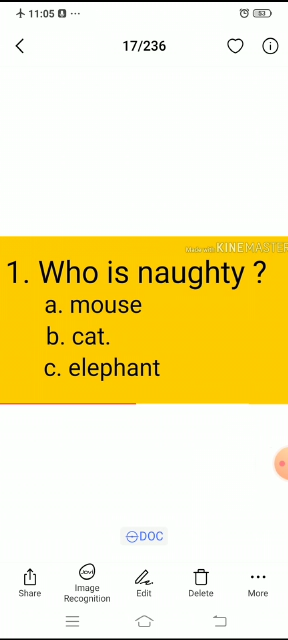 11:05
63
17/236
Made with KINEMASTER
1. Who is naughty ?
a. mouse
b. cat.
c. elephant
DOC
Share
Image Recognition
Edit
Delete
More